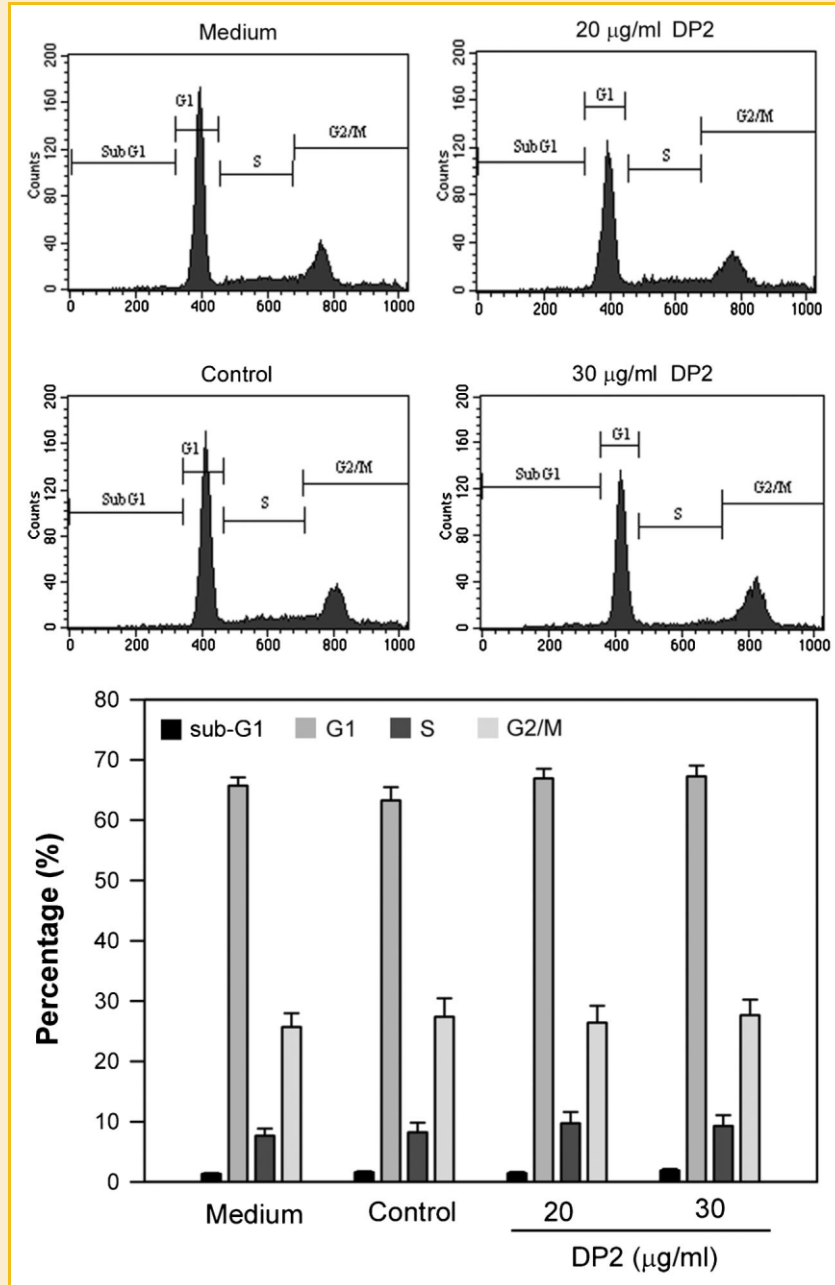 Medium
200
160
120
80
40
0
Counts
Sub G1
G1
S
G2/M
0 200 400 600 800 1000
20 μg/ml DP2
200
160
120
80
40
0
Counts
Sub G1
G1
S
G2/M
0 200 400 600 800 1000
Control
200
160
120
80
40
0
Counts
Sub G1
G1
S
G2/M
0 200 400 600 800 1000
30 μg/ml DP2
200
160
120
80
40
0
Counts
Sub G1
G1
S
G2/M
0 200 400 600 800 1000
80
70
60
50
40
30
20
10
0
Percentage (%)
sub-G1 G1 S G2/M
Medium Control 20 30
DP2 (μg/ml)